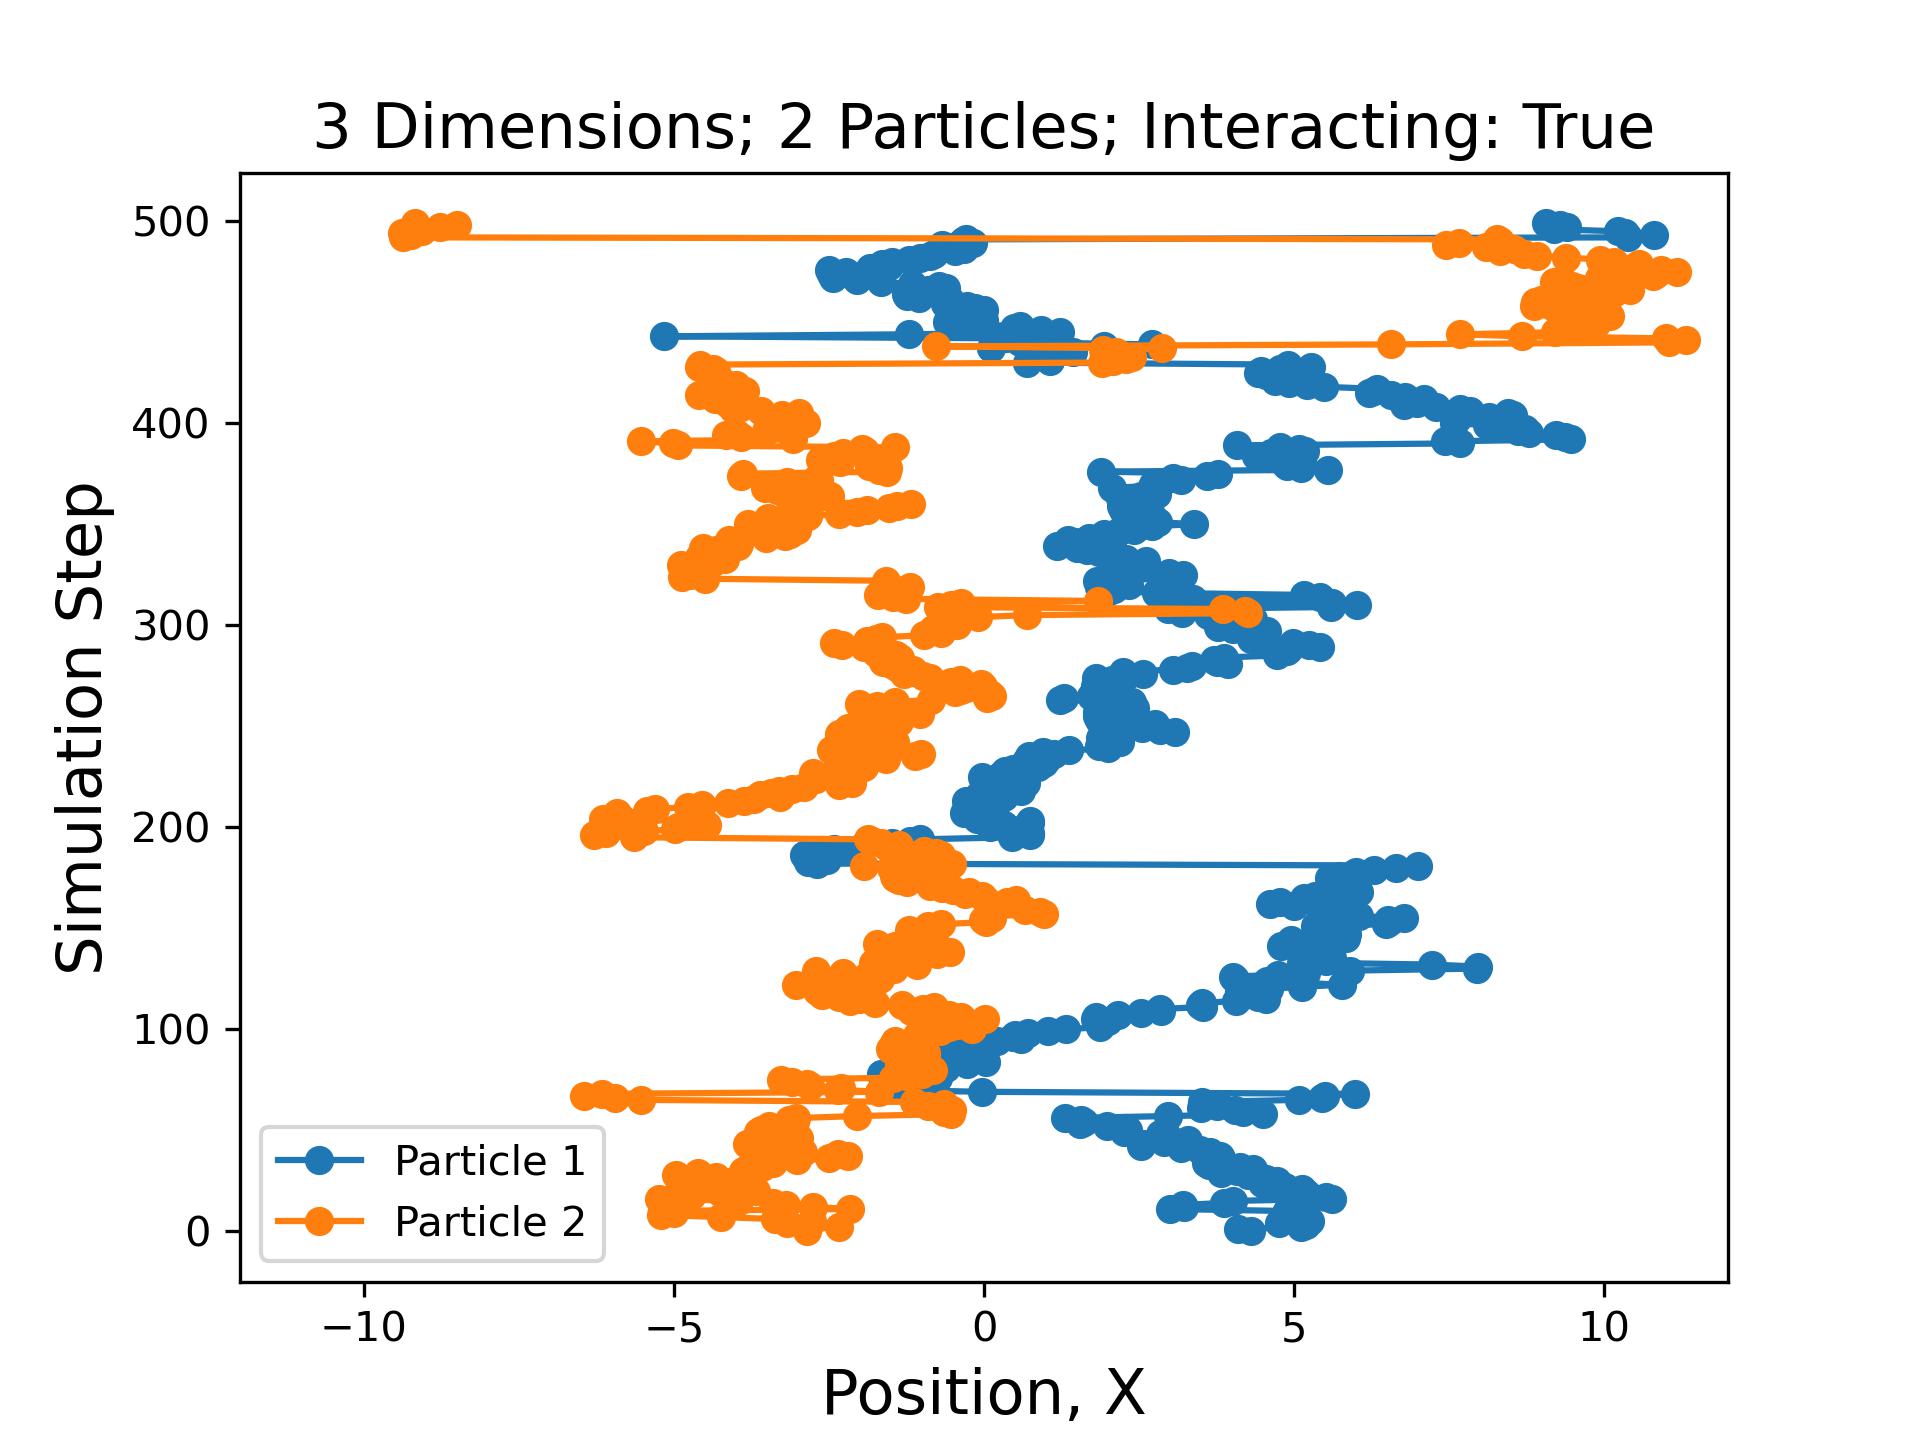 3 Dimensions; 2 Particles; Interacting: True
Simulation Step
500
400
300
200
100
0
Particle 1
Particle 2
−10
−5
0
5
10
Position, X